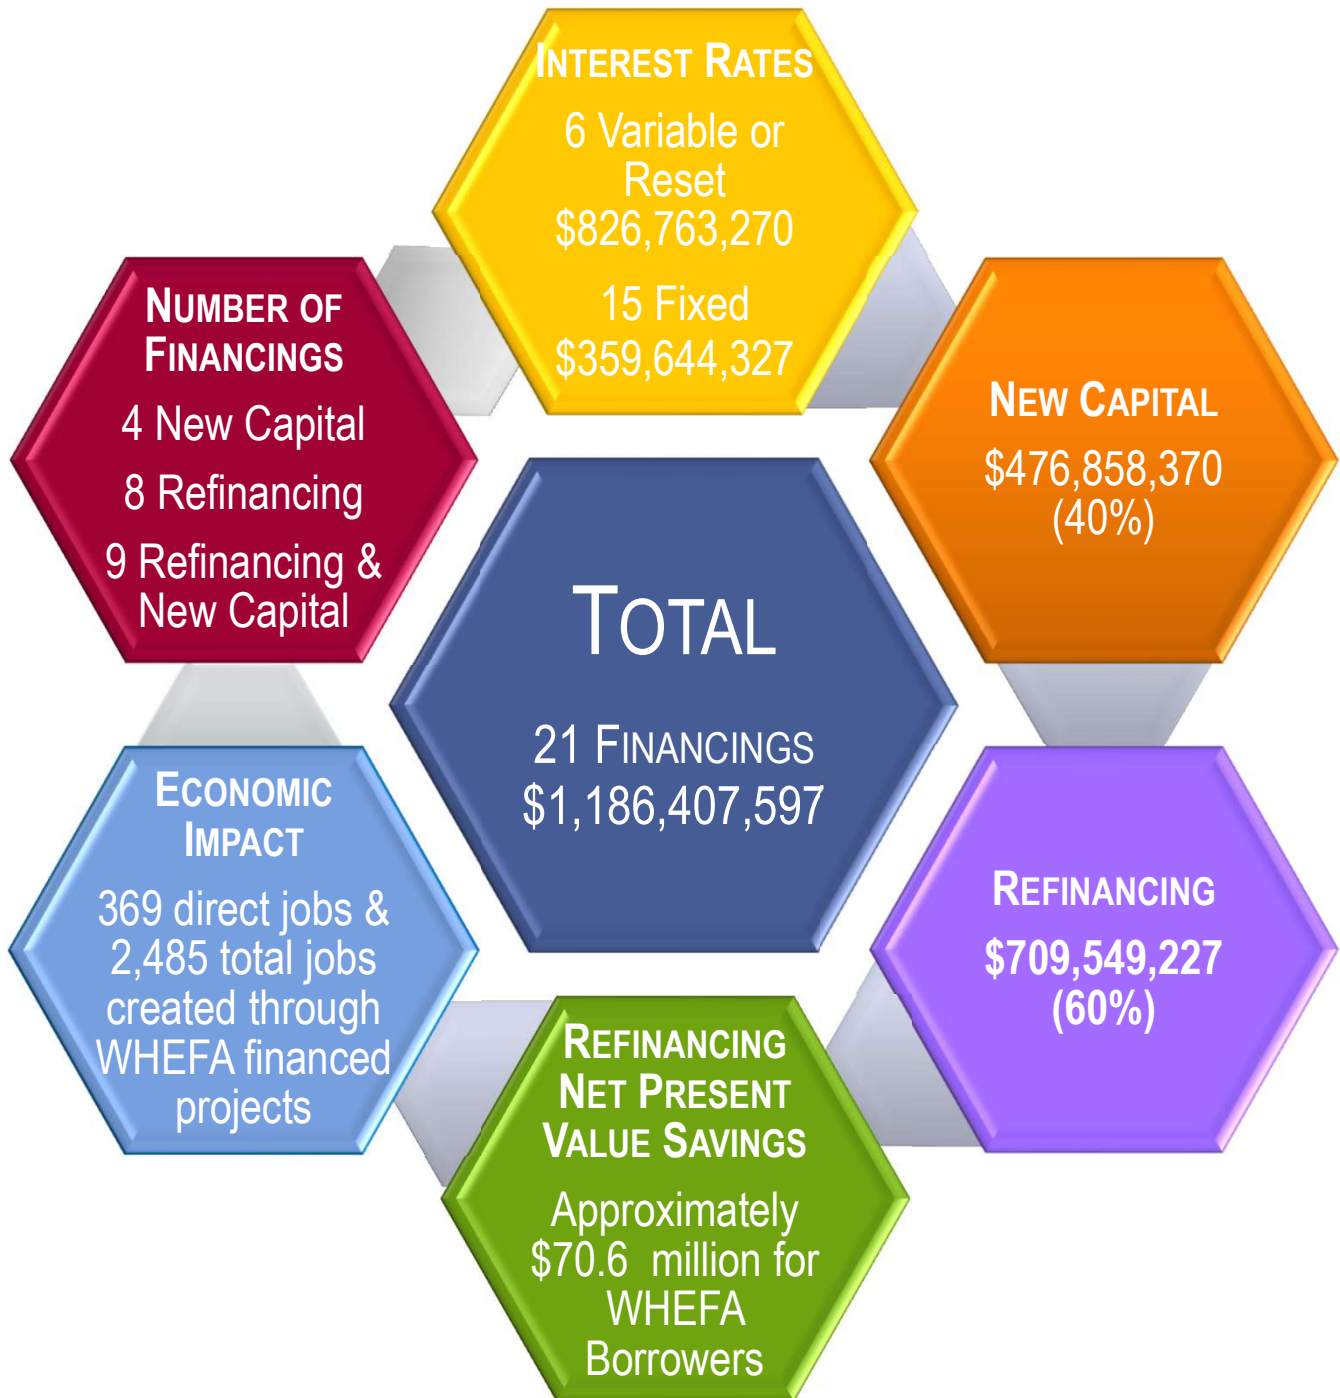 INTEREST RATES
6 Variable or
Reset
$826,763,270
15 Fixed
$359,644,327
NUMBER OF
FINANCINGS
4 New Capital
8 Refinancing
9 Refinancing &
New Capital
NEW CAPITAL
$476,858,370
(40%)
TOTAL
21 FINANCINGS
$1,186,407,597
ECONOMIC
IMPACT
369 direct jobs &
2,485 total jobs
created through
WHEFA financed
projects
REFINANCING
$709,549,227
(60%)
REFINANCING
NET PRESENT
VALUE SAVINGS
Approximately
$70.6 million for
WHEFA
Borrowers